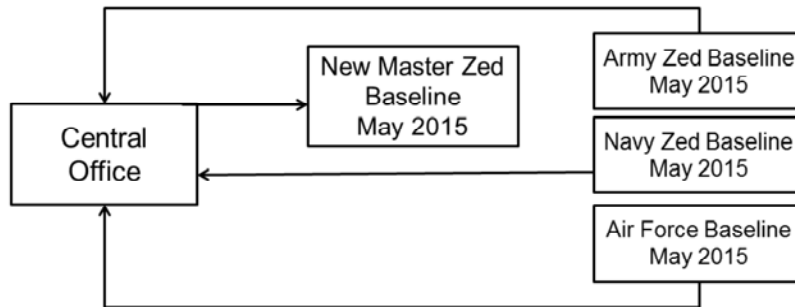 Central
Office
New Master Zed
Baseline
May 2015
Army Zed Baseline
May 2015
Navy Zed Baseline
May 2015
Air Force Baseline
May 2015